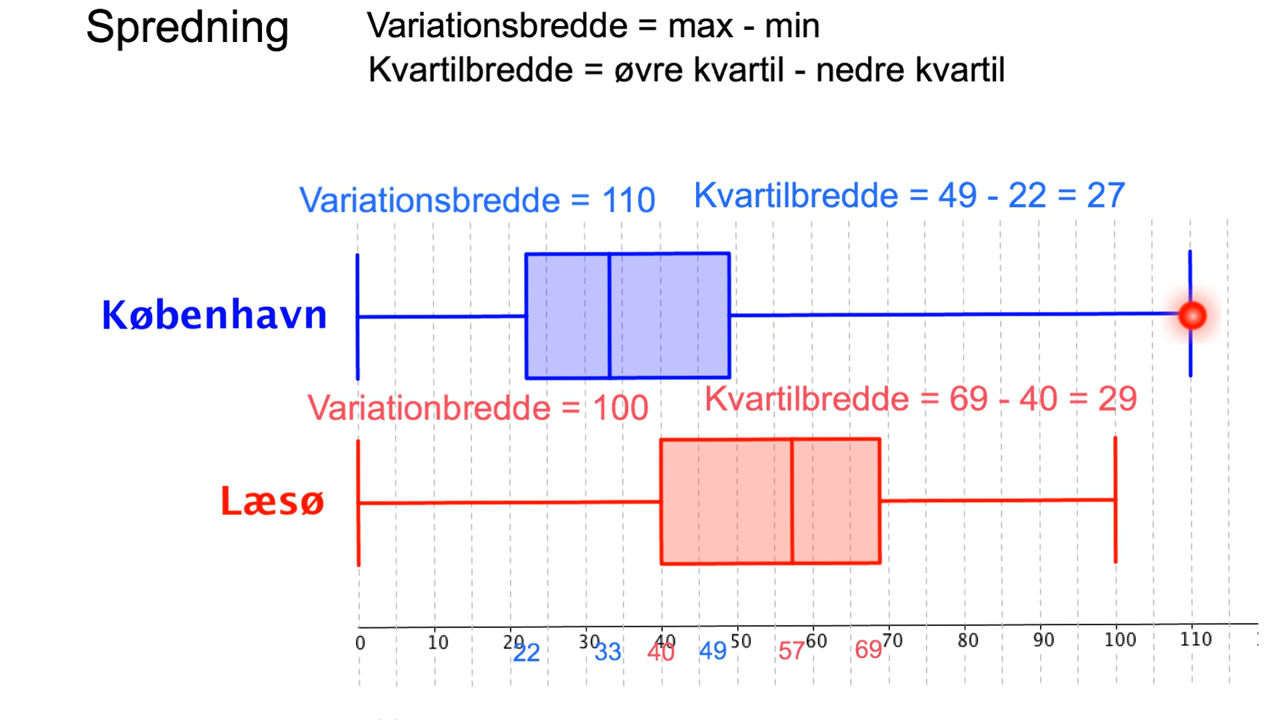 Spredning
Variationsbredde = max - min
Kvartilbredde = øvre kvartil - nedre kvartil
Variationsbredde = 110
Kvartilbredde = 49 - 22 = 27
København
Variationbredde = 100
Kvartilbredde = 69 - 40 = 29
Læsø
0 10 20 30 40 50 60 70 80 90 100 110
22 33 40 49 57 69